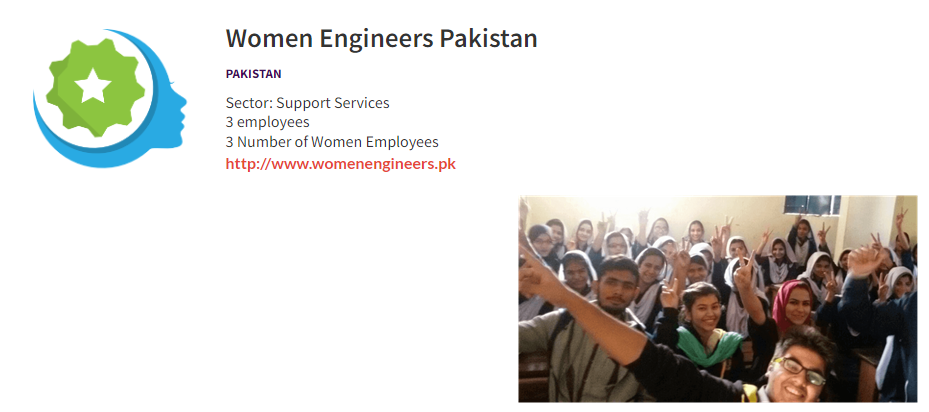 Women Engineers Pakistan
PAKISTAN
Sector: Support Services
3 employees
3 Number of Women Employees
http://www.womenengineers.pk